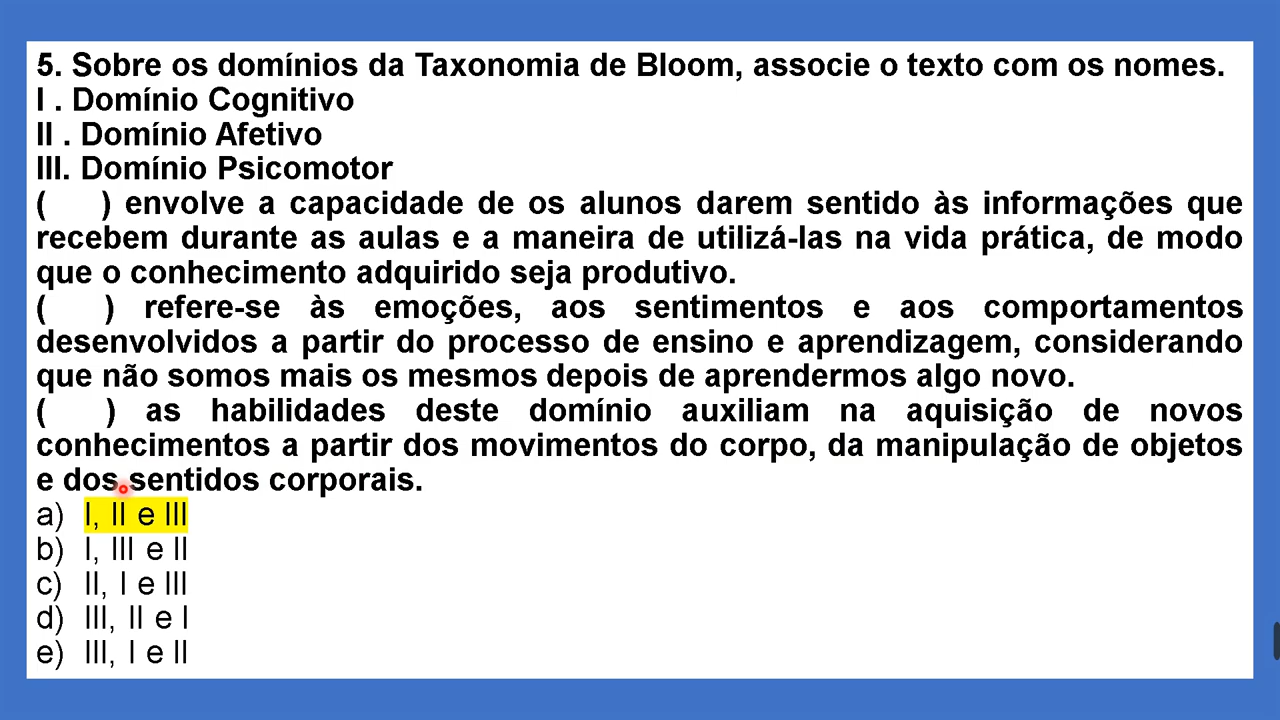 5. Sobre os domínios da Taxonomia de Bloom, associe o texto com os nomes.
I . Domínio Cognitivo
II . Domínio Afetivo
III. Domínio Psicomotor
( ) envolve a capacidade de os alunos darem sentido às informações que
recebem durante as aulas e a maneira de utilizá-las na vida prática, de modo
que o conhecimento adquirido seja produtivo.
( ) refere-se às emoções, aos sentimentos e aos comportamentos
desenvolvidos a partir do processo de ensino e aprendizagem, considerando
que não somos mais os mesmos depois de aprendermos algo novo.
( ) as habilidades deste domínio auxiliam na aquisição de novos
conhecimentos a partir dos movimentos do corpo, da manipulação de objetos
e dos sentidos corporais.
a) I, II e III
b) I, III e II
c) II, I e III
d) III, II e I
e) III, I e II